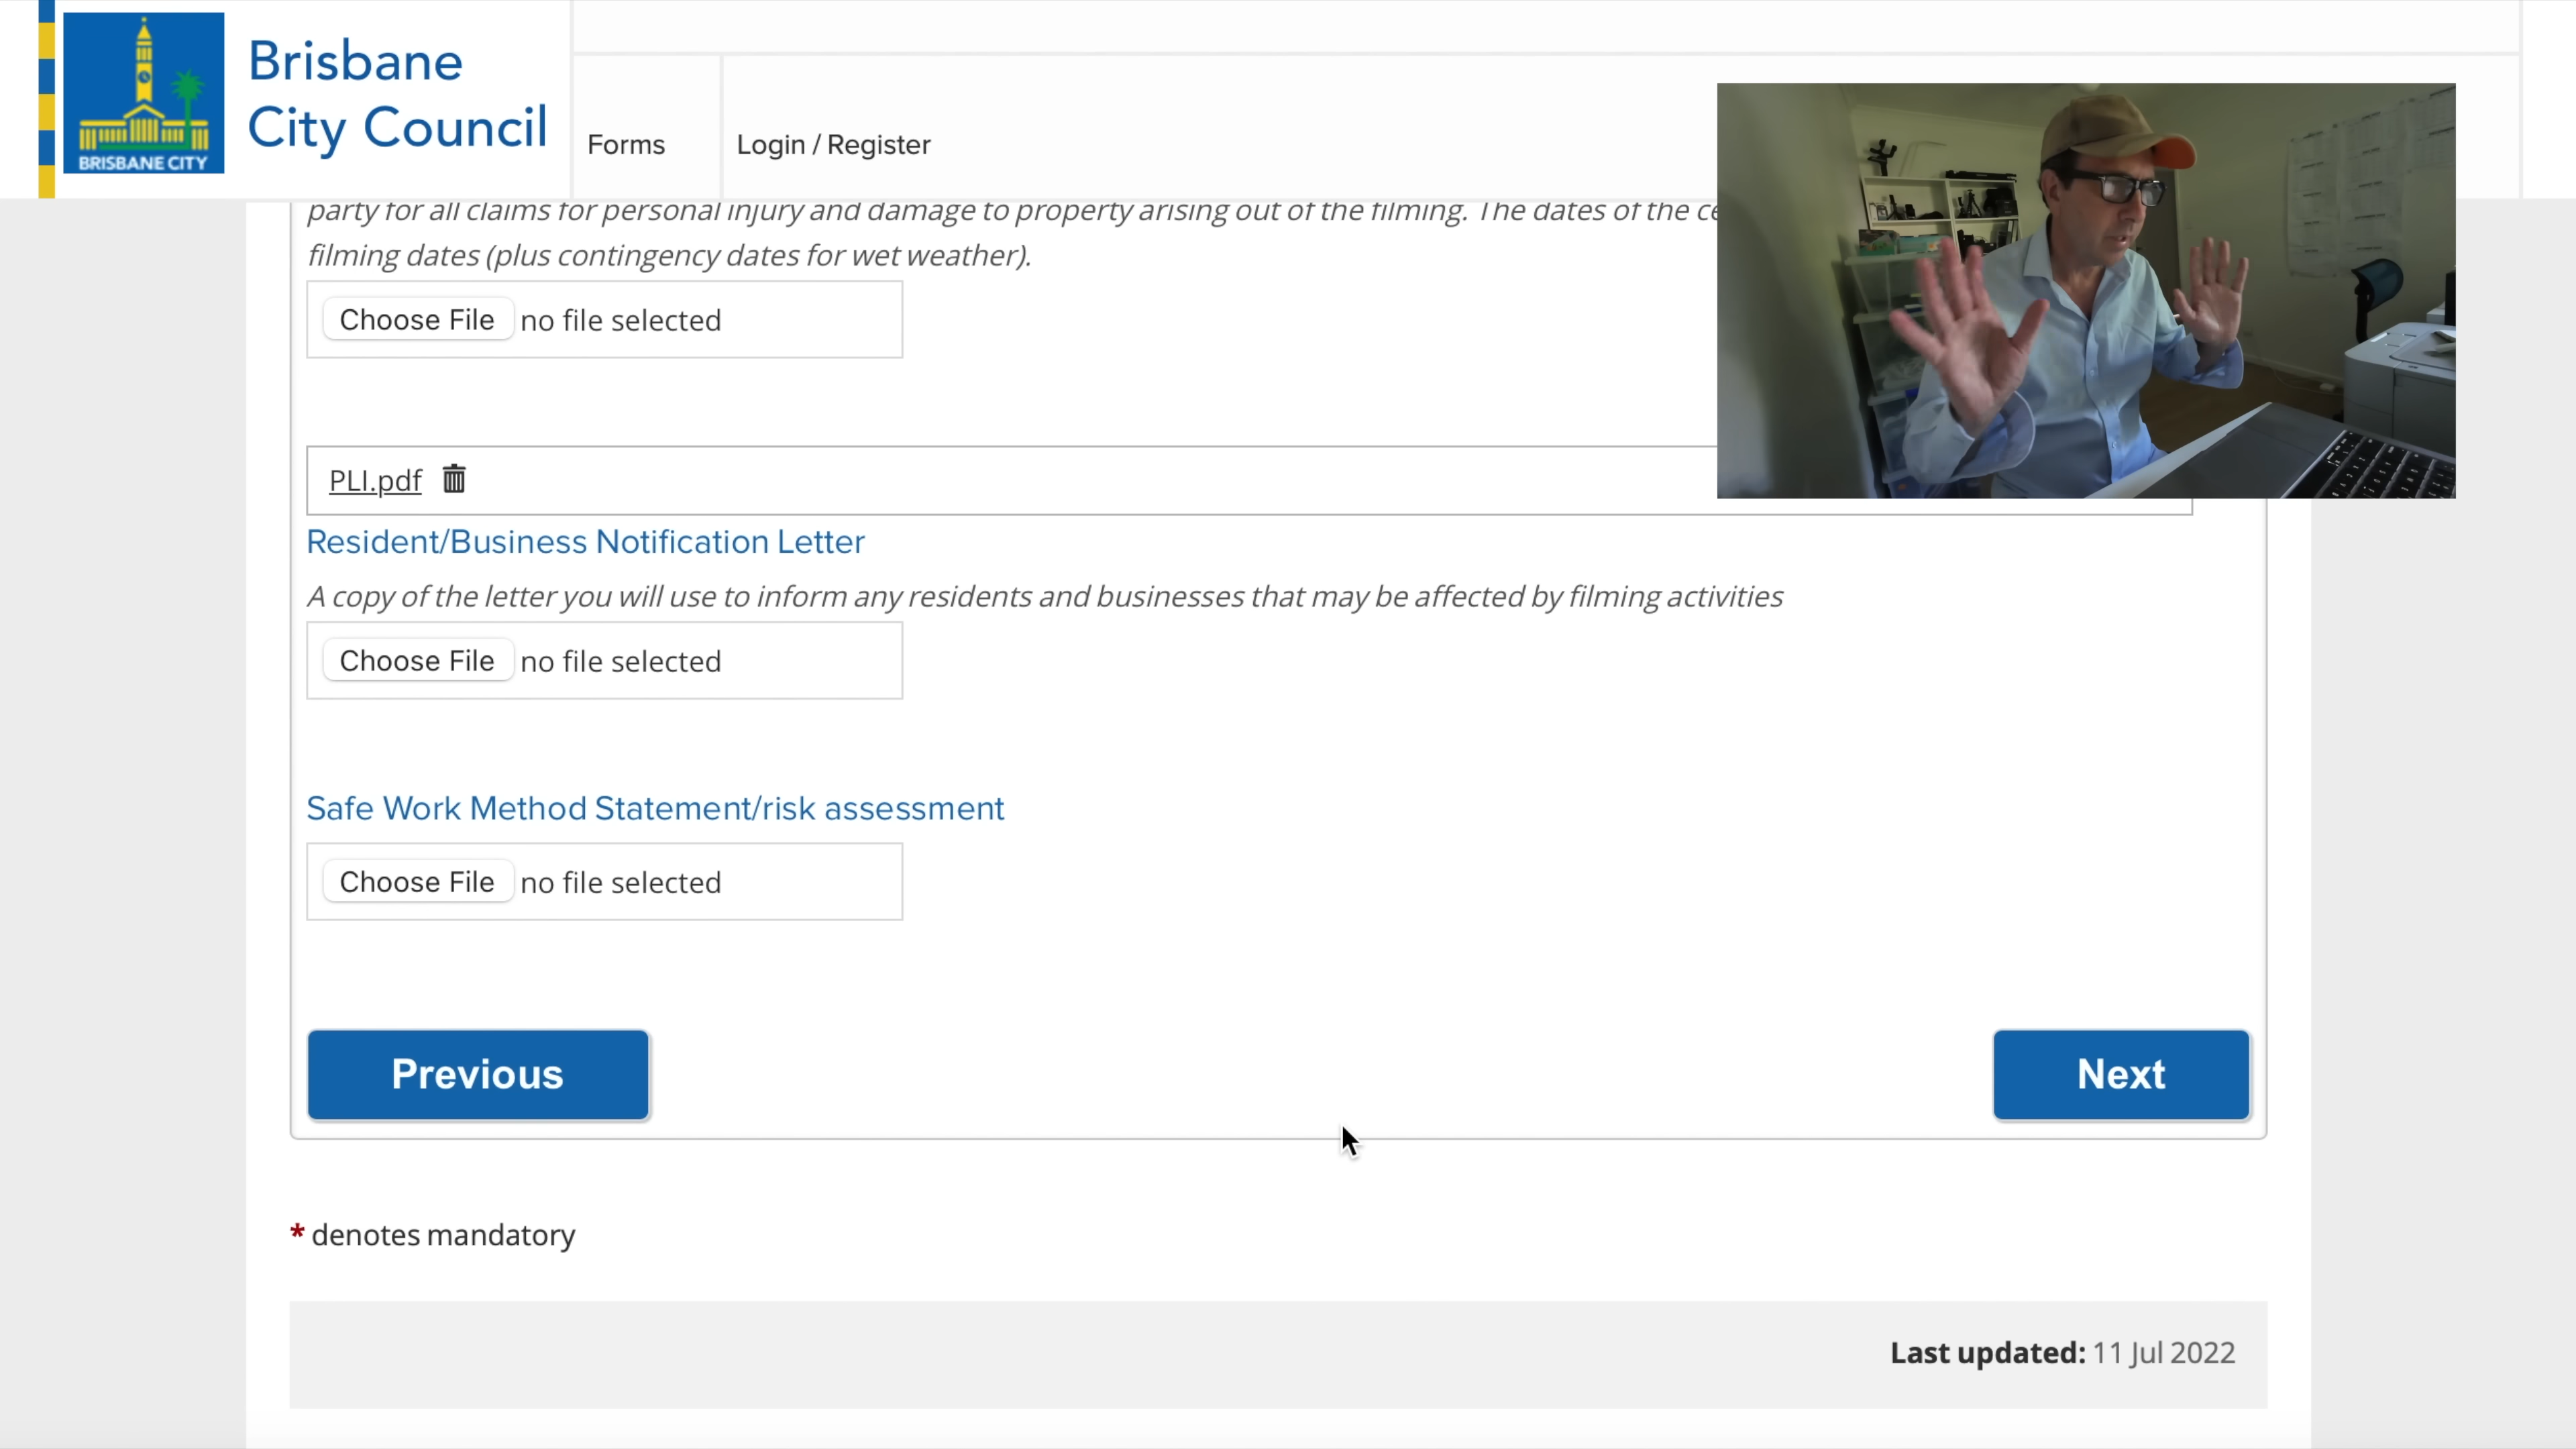 Brisbane
City Council
BRISBANE CITY
Forms
Login / Register
party for all claims for personal injury and damage to property arising out of the filming. The dates of the
filming dates (plus contingency dates for wet weather).
Choose File no file selected
PLI.pdf
Resident/Business Notification Letter
A copy of the letter you will use to inform any residents and businesses that may be affected by filming activities
Choose File no file selected
Safe Work Method Statement/risk assessment
Choose File no file selected
Previous
Next
* denotes mandatory
Last updated: 11 Jul 2022